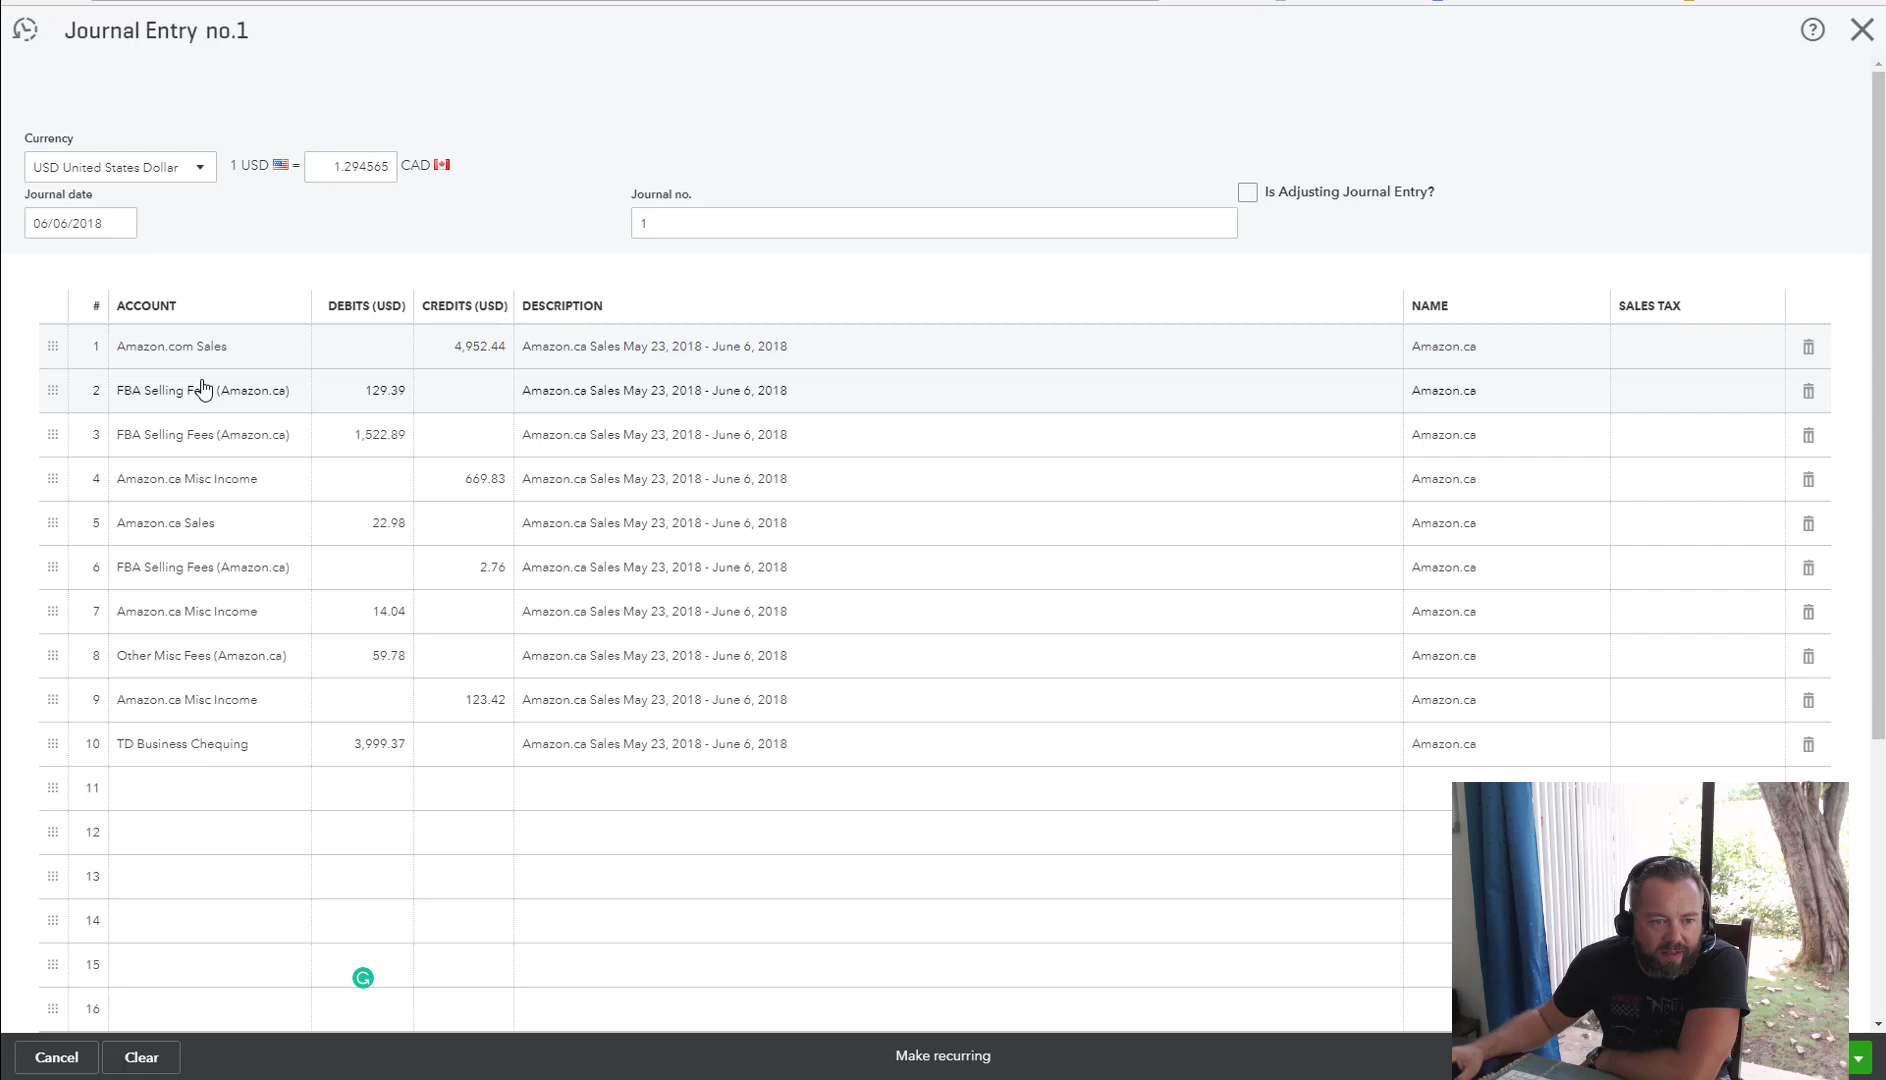 Journal Entry no.1
Currency
USD United States Dollar 1 USD = 1.294565 CAD
Journal date Journal no. Is Adjusting Journal Entry?
06/06/2018 1
# ACCOUNT DEBITS (USD) CREDITS (USD) DESCRIPTION NAME SALES TAX
1 Amazon.com Sales 4,952.44 Amazon.ca Sales May 23, 2018 - June 6, 2018 Amazon.ca
2 FBA Selling Fees (Amazon.ca) 129.39 Amazon.ca Sales May 23, 2018 - June 6, 2018 Amazon.ca
3 FBA Selling Fees (Amazon.ca) 1,522.89 Amazon.ca Sales May 23, 2018 - June 6, 2018 Amazon.ca
4 Amazon.ca Misc Income 669.83 Amazon.ca Sales May 23, 2018 - June 6, 2018 Amazon.ca
5 Amazon.ca Sales 22.98 Amazon.ca Sales May 23, 2018 - June 6, 2018 Amazon.ca
6 FBA Selling Fees (Amazon.ca) 2.76 Amazon.ca Sales May 23, 2018 - June 6, 2018 Amazon.ca
7 Amazon.ca Misc Income 14.04 Amazon.ca Sales May 23, 2018 - June 6, 2018 Amazon.ca
8 Other Misc Fees (Amazon.ca) 59.78 Amazon.ca Sales May 23, 2018 - June 6, 2018 Amazon.ca
9 Amazon.ca Misc Income 123.42 Amazon.ca Sales May 23, 2018 - June 6, 2018 Amazon.ca
10 TD Business Chequing 3,999.37 Amazon.ca Sales May 23, 2018 - June 6, 2018 Amazon.ca
11
12
13
14
15
16
Cancel Clear Make recurring